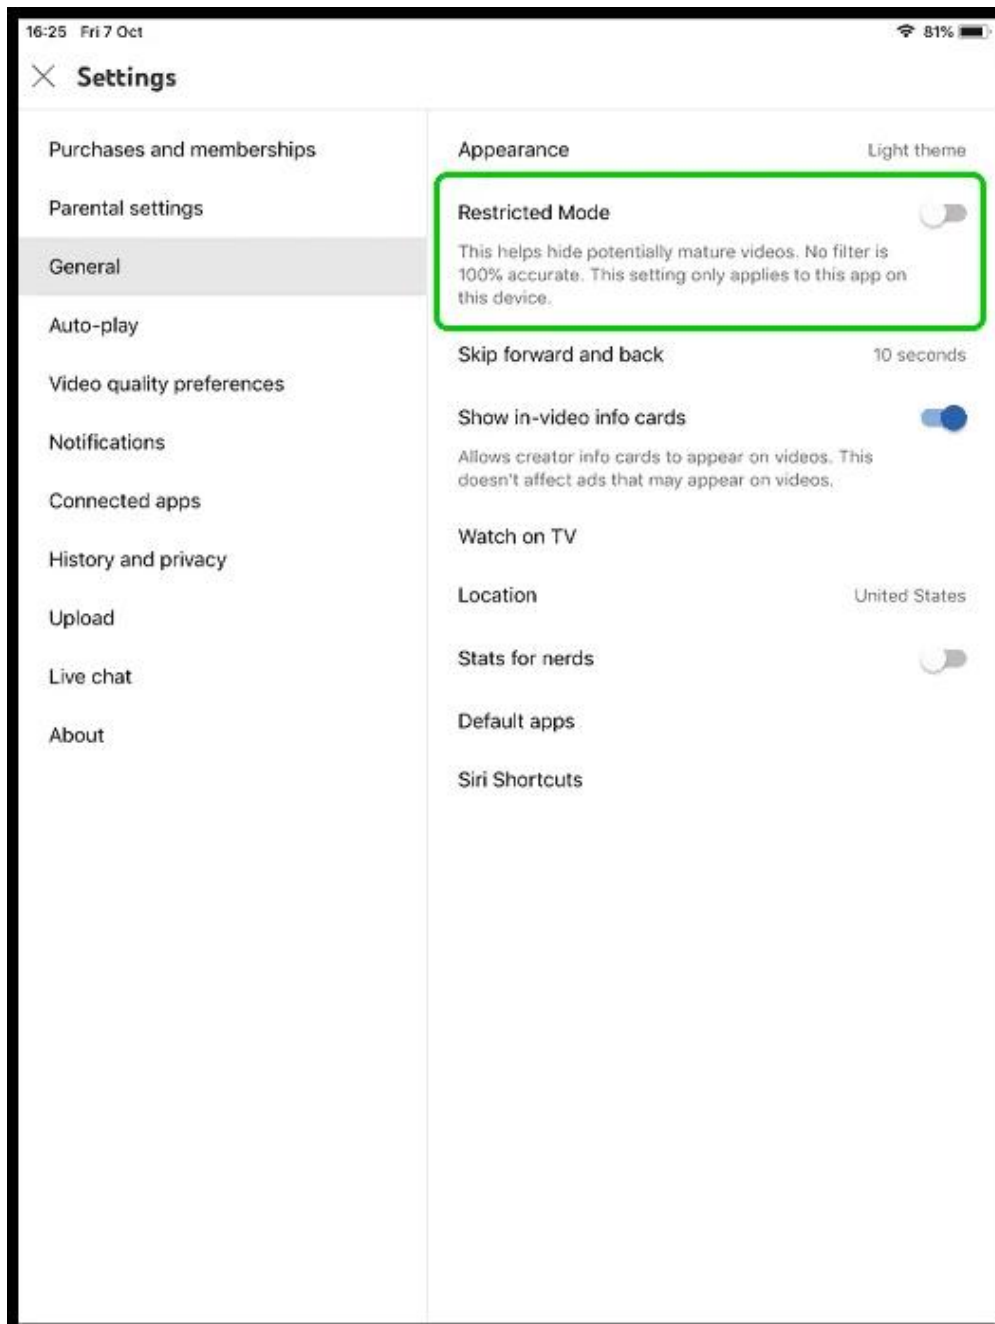 16:25 Fri 7 Oct
81%
Settings
Purchases and memberships
Parental settings
General
Auto-play
Video quality preferences
Notifications
Connected apps
History and privacy
Upload
Live chat
About
Appearance Light theme
Restricted Mode
This helps hide potentially mature videos. No filter is
100% accurate. This setting only applies to this app on
this device.
Skip forward and back 10 seconds
Show in-video info cards
Allows creator info cards to appear on videos. This
doesn't affect ads that may appear on videos.
Watch on TV
Location United States
Stats for nerds
Default apps
Siri Shortcuts